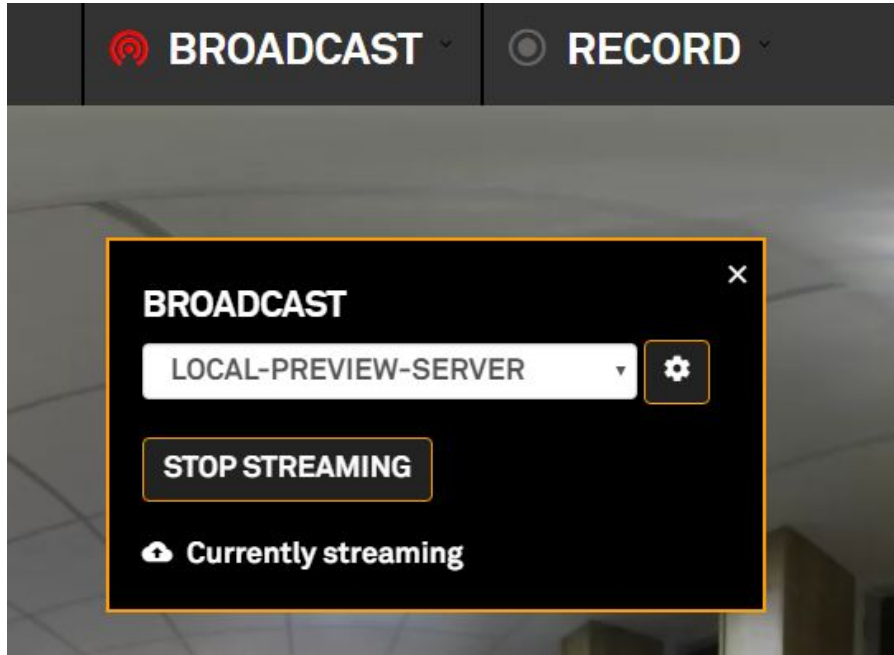 BROADCAST
RECORD
BROADCAST
LOCAL-PREVIEW-SERVER
STOP STREAMING
Currently streaming